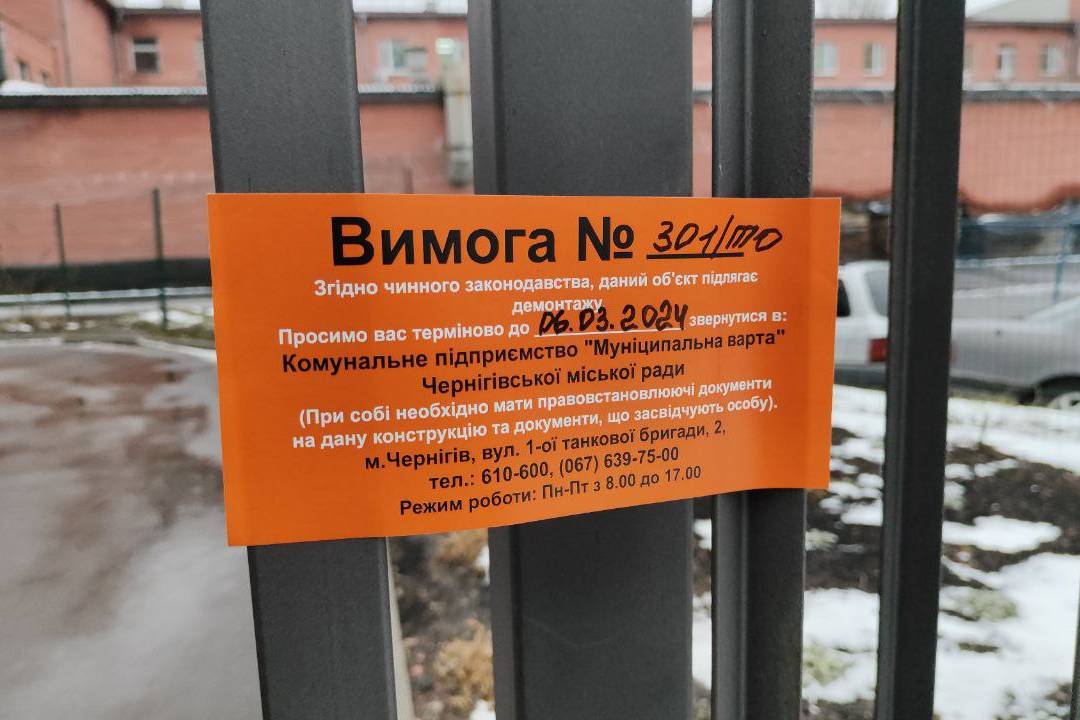 Вимога № 301/то
Згідно чинного законодавства, даний об'єкт підлягає
демонтажу
Просимо вас терміново до 06.03.2024 звернутися в:
Комунальне підприємство "Муніципальна варта"
Чернігівської міської ради
(При собі необхідно мати правовстановлюючі документи
на дану конструкцію та документи, що засвідчують особу).
м.Чернігів, вул. 1-ої танкової бригади, 2,
тел.: 610-600, (067) 639-75-00
Режим роботи: Пн-Пт з 8.00 до 17.00